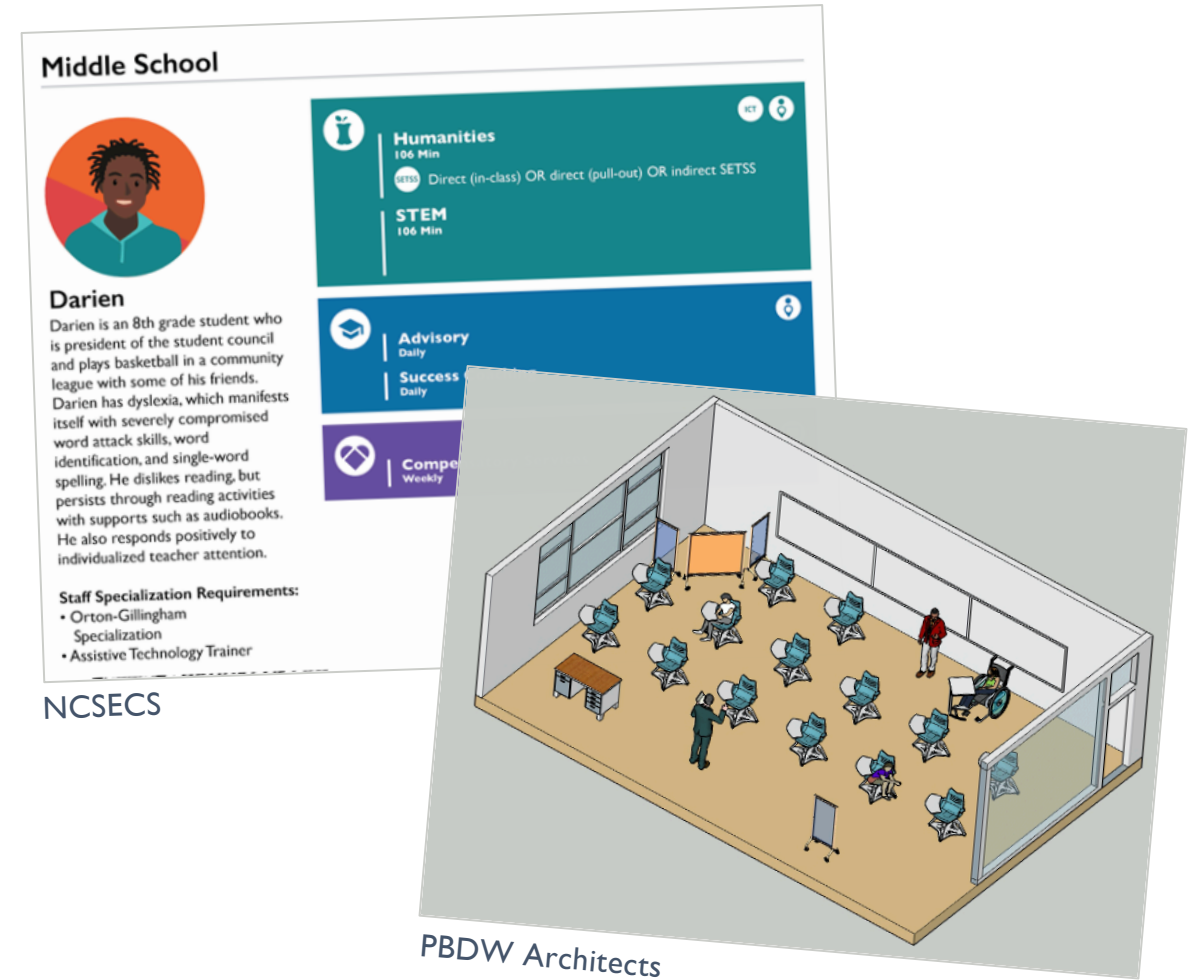 Middle School
ICT
Humanities
106 Min
SETSS Direct (in-class) OR direct (pull-out) OR indirect SETSS
STEM
106 Min
Darien
Darien is an 8th grade student who
is president of the student council
and plays basketball in a community
league with some of his friends.
Darien has dyslexia, which manifests
itself with severely compromised
word attack skills, word
identification, and single-word
spelling. He dislikes reading, but
persists through reading activities
with supports such as audiobooks.
He also responds positively to
individualized teacher attention.
Staff Specialization Requirements:
• Orton-Gillingham
Specialization
• Assistive Technology Trainer
Advisory
Daily
Success
Daily
Compe
Weekly
NCSECS
PBDW Architects